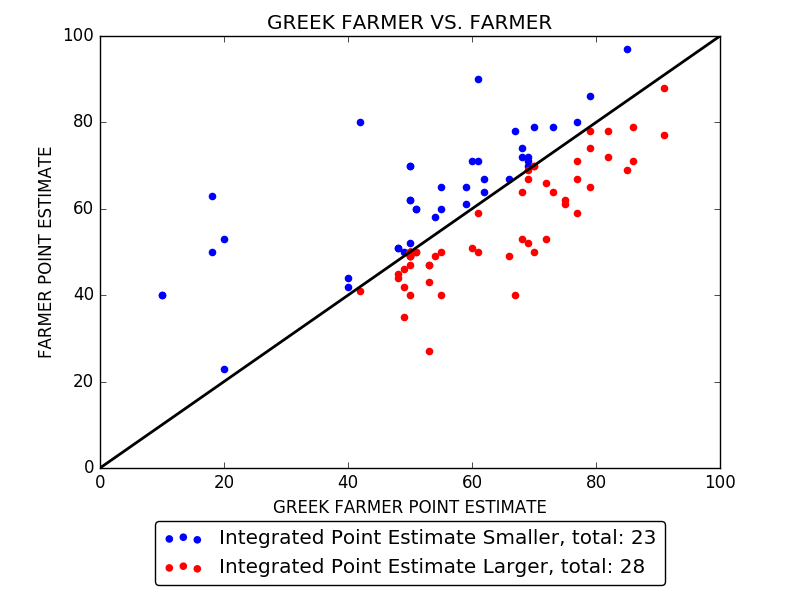 GREEK FARMER VS. FARMER
100
80
60
40
20
0
FARMER POINT ESTIMATE
0 20 40 60 80 100
GREEK FARMER POINT ESTIMATE
Integrated Point Estimate Smaller, total: 23
Integrated Point Estimate Larger, total: 28